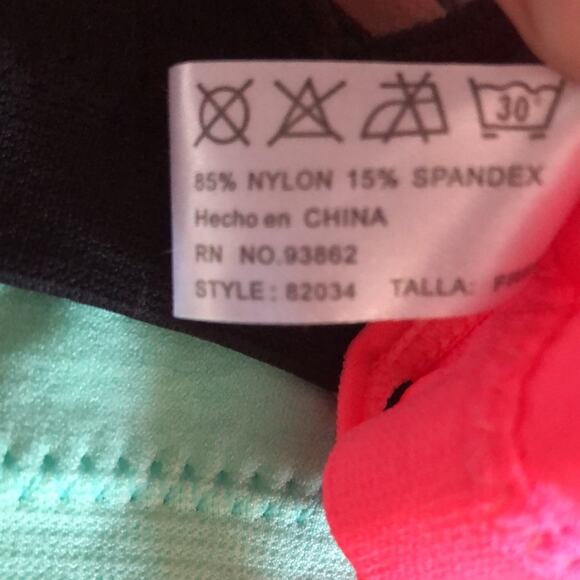 30°
85% NYLON 15% SPANDEX
Hecho en CHINA
RN NO.93862
STYLE: 82034 TALLA: